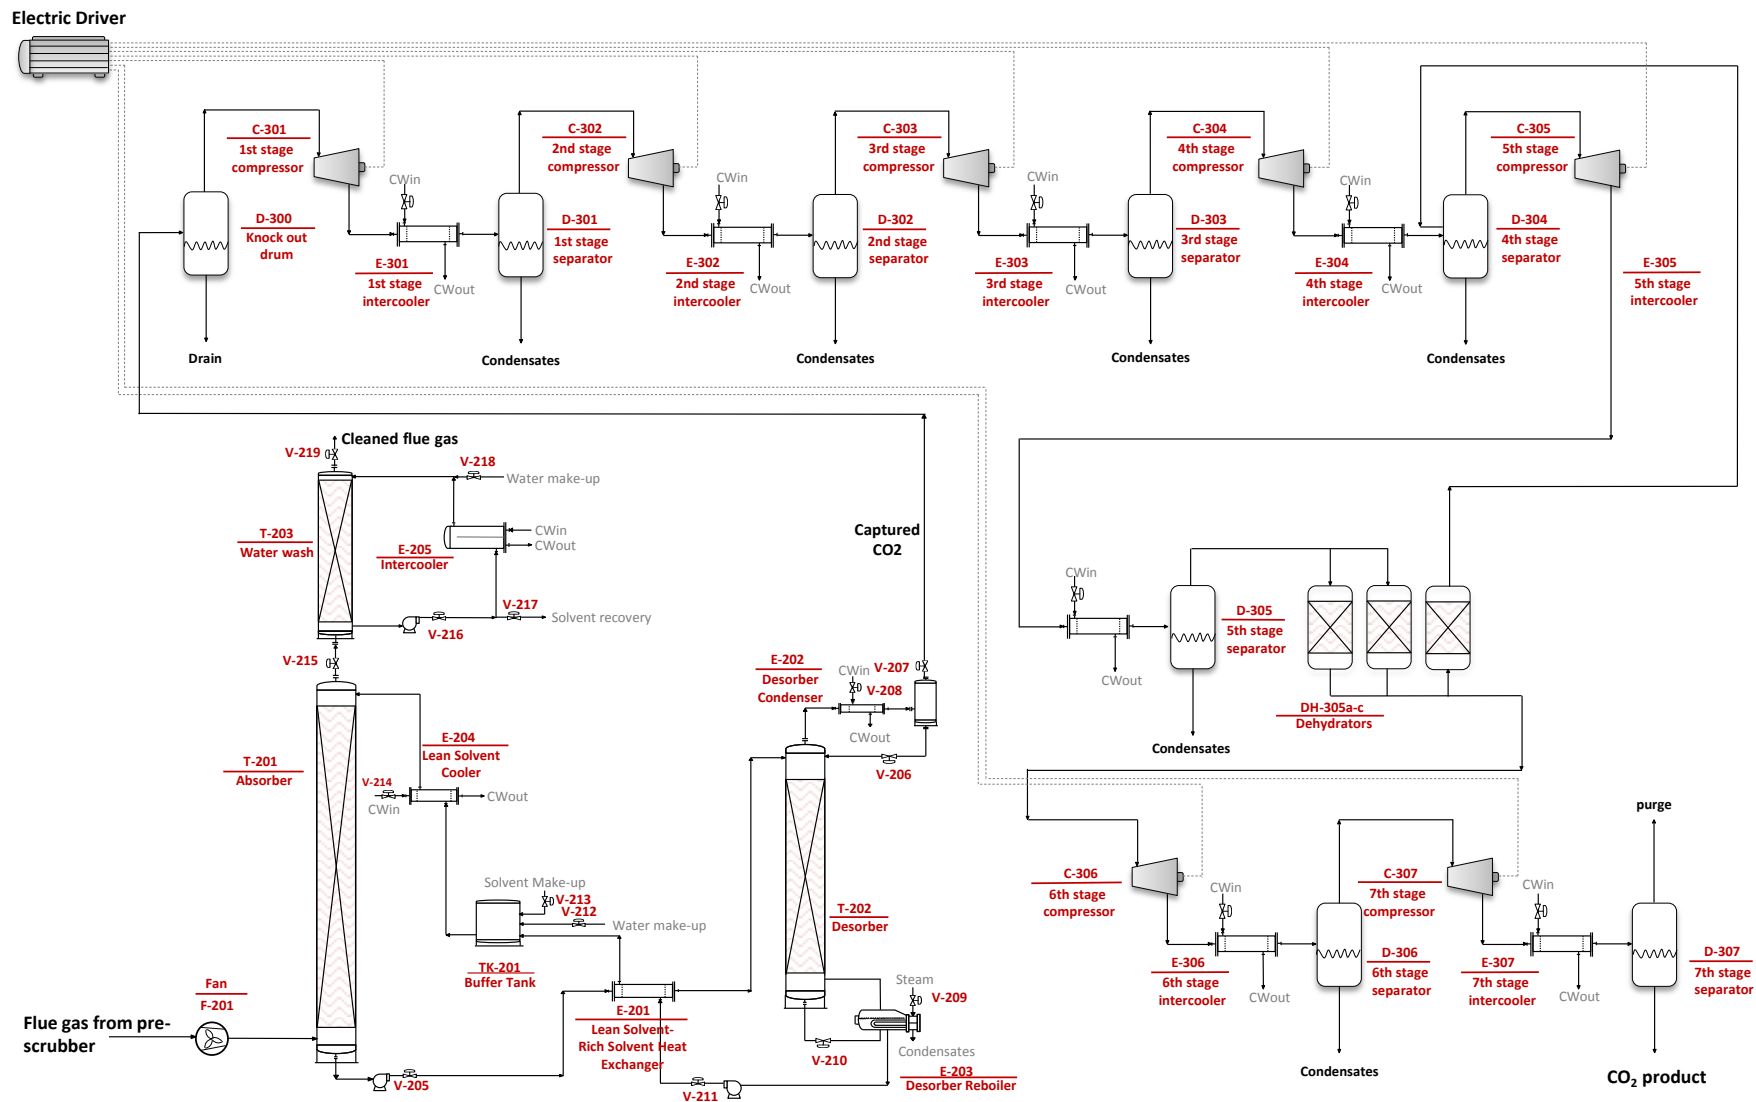 Electric Driver
C-301
1st stage
compressor
C-302
2nd stage
compressor
C-303
3rd stage
compressor
C-304
4th stage
compressor
C-305
5th stage
compressor
CWin
CWin
CWin
CWin
D-300
Knock out
drum
D-301
1st stage
separator
D-302
2nd stage
separator
D-303
3rd stage
separator
D-304
4th stage
separator
E-301
1st stage
intercooler
CWout
E-302
2nd stage
intercooler
CWout
E-303
3rd stage
intercooler
CWout
E-304
4th stage
intercooler
CWout
E-305
5th stage
intercooler
Drain
Condensates
Condensates
Condensates
Condensates
V-219
Cleaned flue gas
V-218
Water make-up
T-203
Water wash
E-205
Intercooler
CWin
CWout
V-216
V-217
Solvent recovery
V-215
Captured
CO2
CWin
CWout
D-305
5th stage
separator
Condensates
DH-305a-c
Dehydrators
E-202
Desorber
Condenser
CWin
V-207
V-208
CWout
V-206
T-201
Absorber
E-204
Lean Solvent
Cooler
V-214
CWin
CWout
Solvent Make-up
V-213
V-212
Water make-up
TK-201
Buffer Tank
T-202
Desorber
Steam
V-209
V-210
Condensates
E-203
Desorber Reboiler
E-201
Lean Solvent-
Rich Solvent Heat
Exchanger
V-211
V-205
Fan
F-201
Flue gas from pre-
scrubber
C-306
6th stage
compressor
CWin
E-306
6th stage
intercooler
CWout
C-307
7th stage
compressor
D-306
6th stage
separator
Condensates
CWin
E-307
7th stage
intercooler
CWout
purge
D-307
7th stage
separator
CO2 product